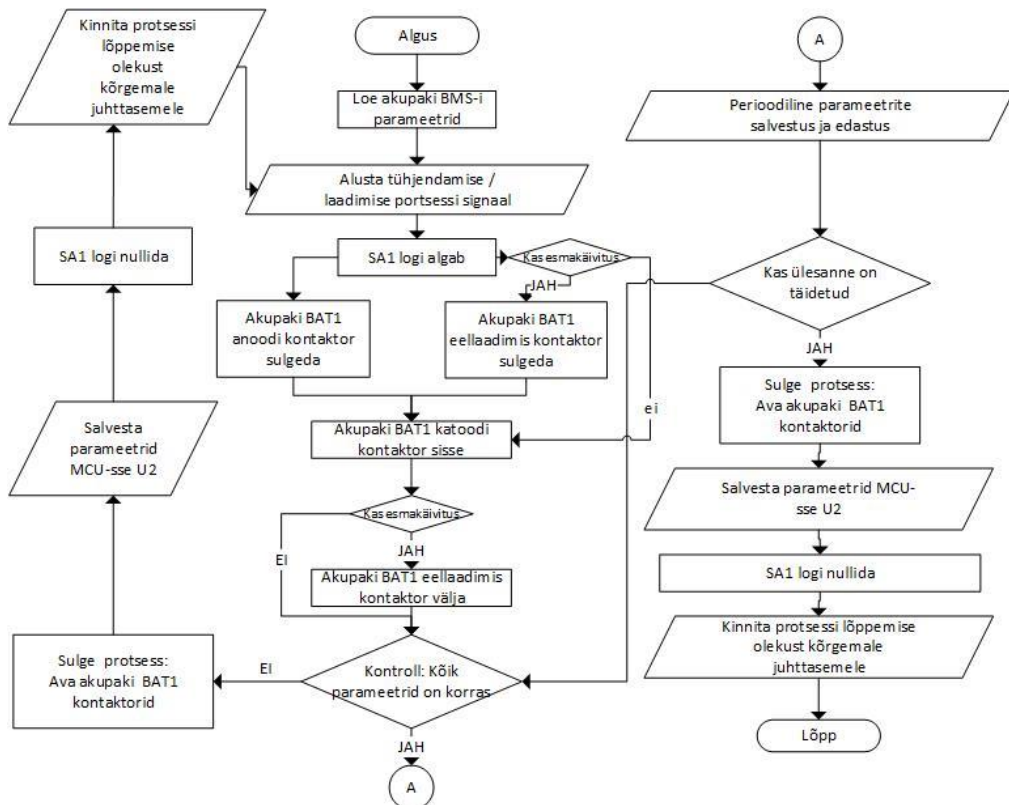 Algus
Loe akupaki BMS-i
parameetrid
Alusta tühjendamise /
laadimise portsessi signaal
SA1 logi algab
Kas esmakäivitus
JAH
ei
Akupaki BAT1
anoodi kontaktor
sulgeda
Akupaki BAT1
eellaadimis kontaktor
sulgeda
Akupaki BAT1 katoodi
kontaktor sisse
Kas esmakäivitus
EI
JAH
Akupaki BAT1 eellaadimis
kontaktor välja
Kontroll: Kõik
parameetrid on korras
EI
JAH
A
Sulge protsess:
Ava akupaki BAT1
kontaktorid
Salvesta
parameetrid
MCU-sse U2
SA1 logi nullida
Kinnita protsessi
lõppemise
olekust
kõrgemale
juhttasemele
A
Perioodiline parameetrite
salvestus ja edastus
Kas ülesanne on
täidetud
JAH
Sulge protsess:
Ava akupaki BAT1
kontaktorid
Salvesta parameetrid MCU-
sse U2
SA1 logi nullida
Kinnita protsessi lõppemise
olekust kõrgemale
juhttasemele
Lõpp